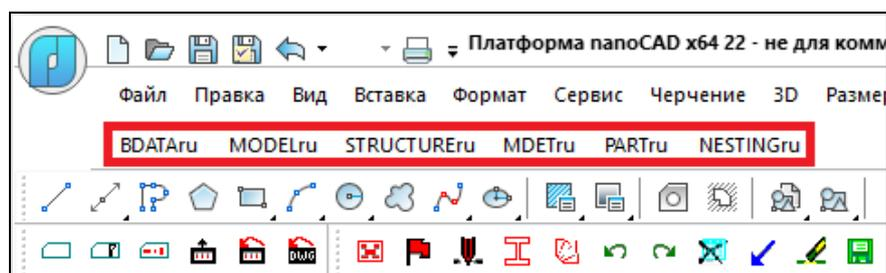 Платформа nanoCAD x64 22 - не для комм
Файл Правка Вид Вставка Формат Сервис Черчение 3D Размер
BDATAru MODELru STRUCTUREru MDETru PARTru NESTINGru
DWG